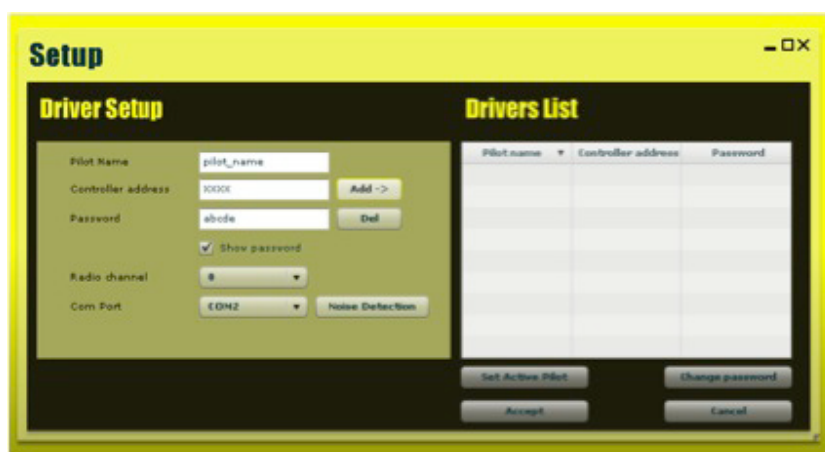 Setup
Driver Setup
Pilot Name pilot_name
Controller address XXXX Add ->
Password abcde Del
Show password
Radio channel 8
Com Port COM2 Noise Detection
Drivers List
Pilot name Controller address Password
Set Active Pilot Change password
Accept Cancel